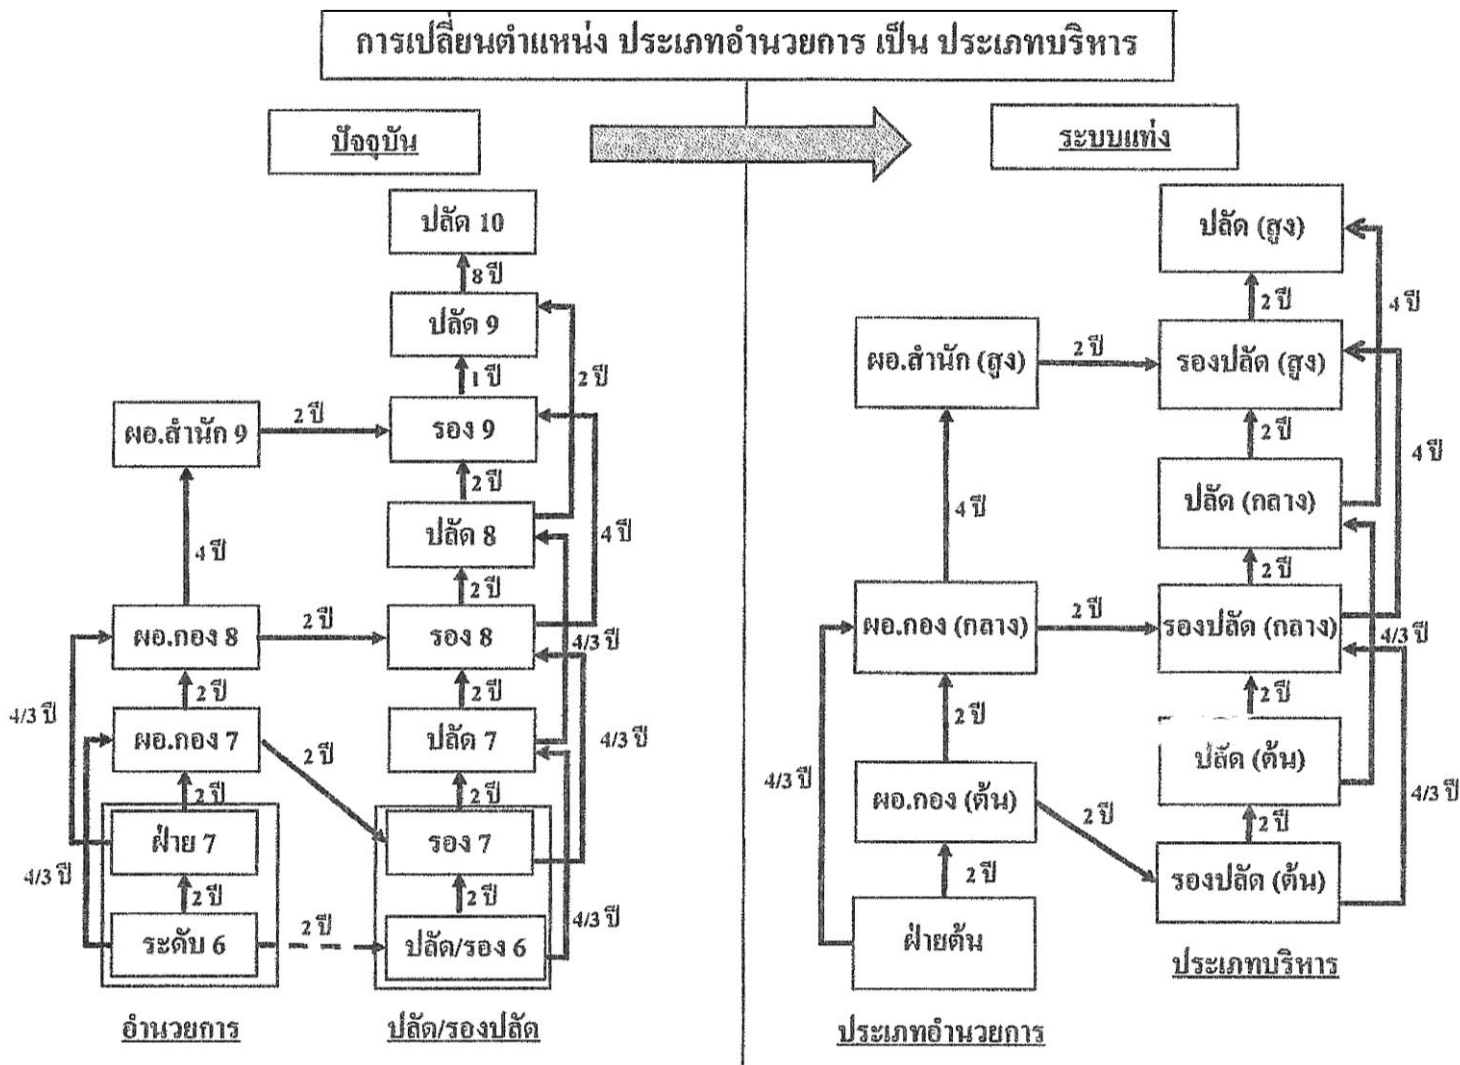 การเปลี่ยนตำแหน่ง ประเภทอำนวยการ เป็น ประเภทบริหาร
ปัจจุบัน
ปลัด 10
8 ปี
ปลัด 9
1 ปี
2 ปี
ผอ.สำนัก 9
2 ปี
รอง 9
2 ปี
ปลัด 8
4 ปี
4 ปี
2 ปี
ผอ.กอง 8
2 ปี
รอง 8
4/3 ปี
2 ปี
2 ปี
4/3 ปี
ผอ.กอง 7
2 ปี
ปลัด 7
4/3 ปี
2 ปี
2 ปี
ฝ่าย 7
รอง 7
4/3 ปี
2 ปี
2 ปี
4/3 ปี
ระดับ 6
2 ปี
ปลัด/รอง 6
อำนวยการ
ปลัด/รองปลัด
ระบบแท่ง
ปลัด (สูง)
2 ปี
4 ปี
ผอ.สำนัก (สูง)
2 ปี
รองปลัด (สูง)
2 ปี
4 ปี
ปลัด (กลาง)
4 ปี
2 ปี
ผอ.กอง (กลาง)
2 ปี
รองปลัด (กลาง)
4/3 ปี
2 ปี
2 ปี
ปลัด (ต้น)
4/3 ปี
ผอ.กอง (ต้น)
4/3 ปี
2 ปี
2 ปี
2 ปี
รองปลัด (ต้น)
ฝ่ายต้น
ประเภทบริหาร
ประเภทอำนวยการ